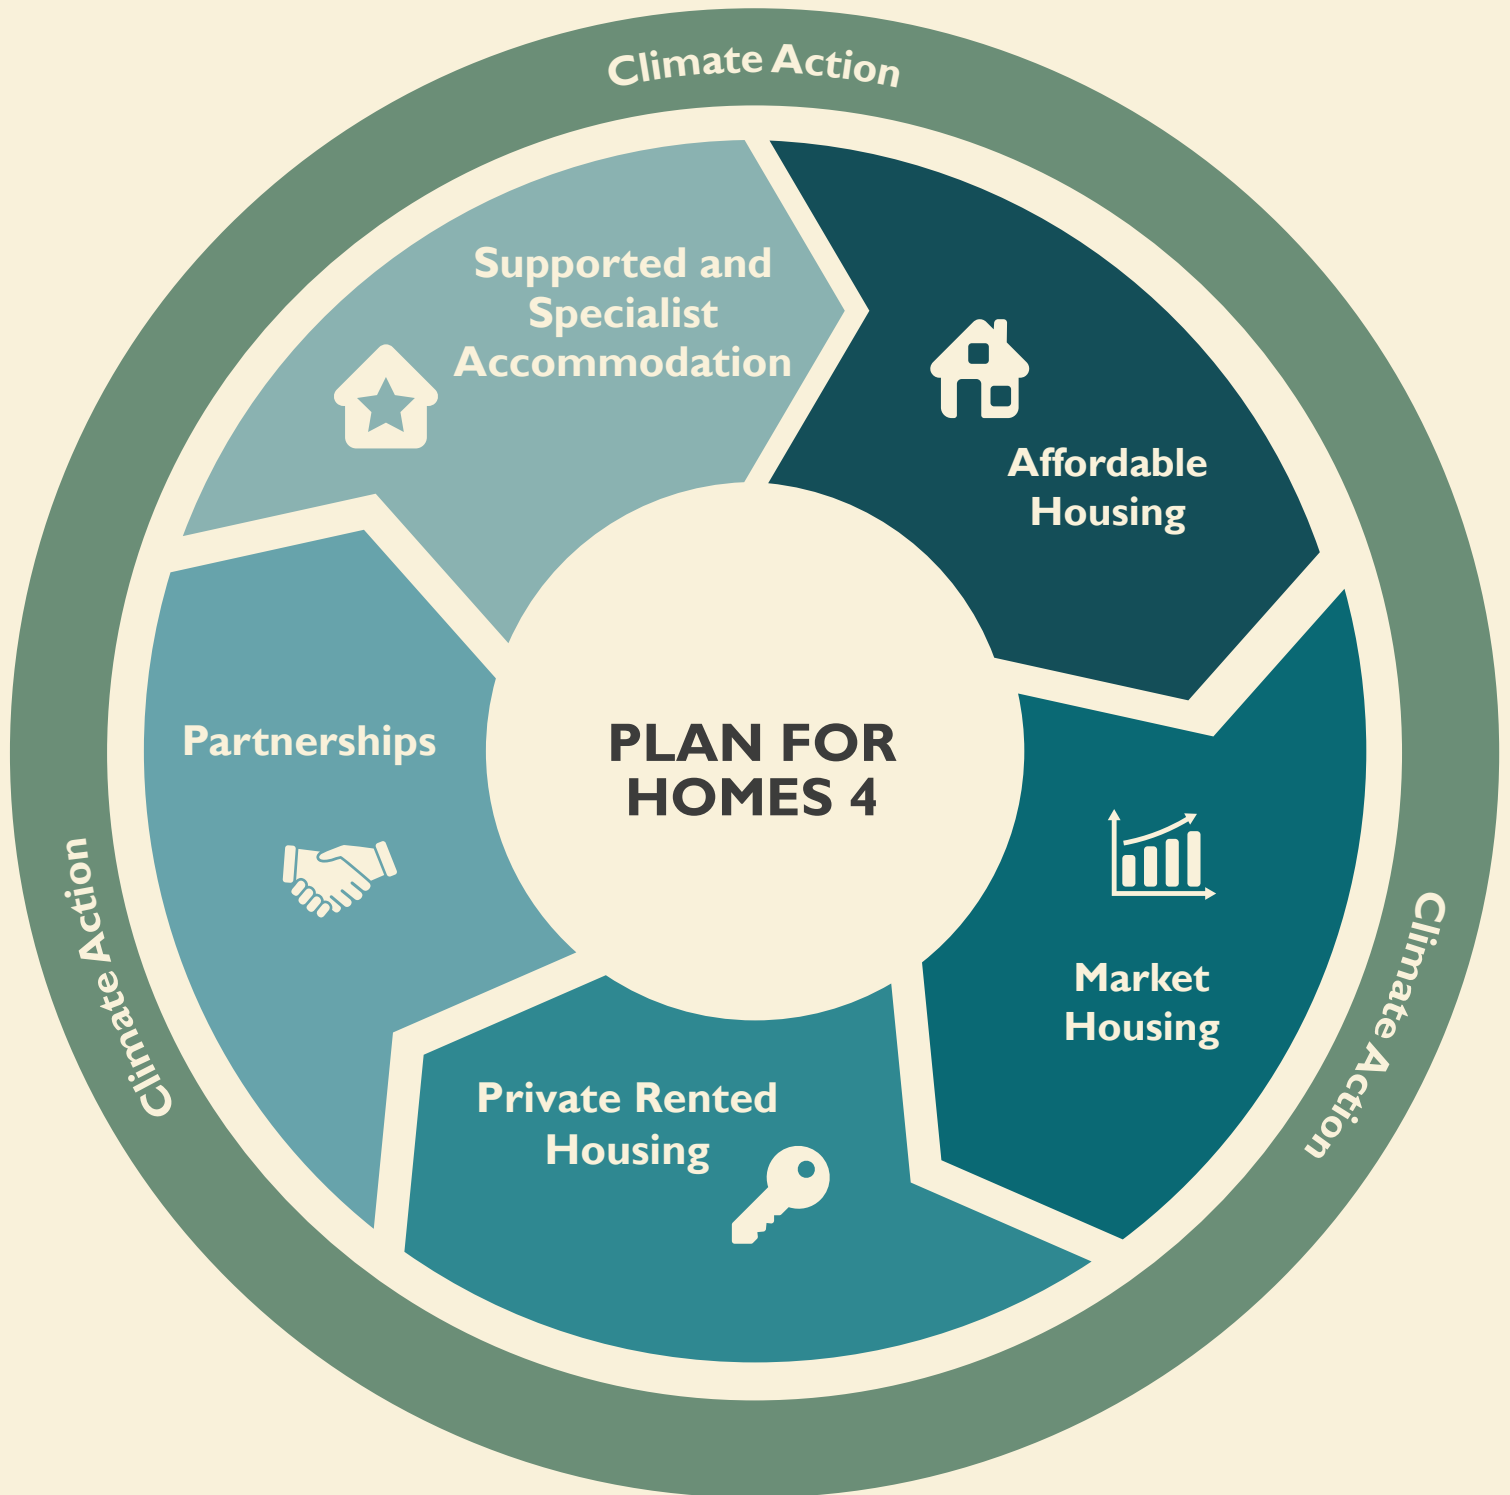 Climate Action
Supported and
Specialist
Accommodation
Affordable
Housing
Partnerships
PLAN FOR
HOMES 4
Market
Housing
Private Rented
Housing
Climate Action
Climate Action